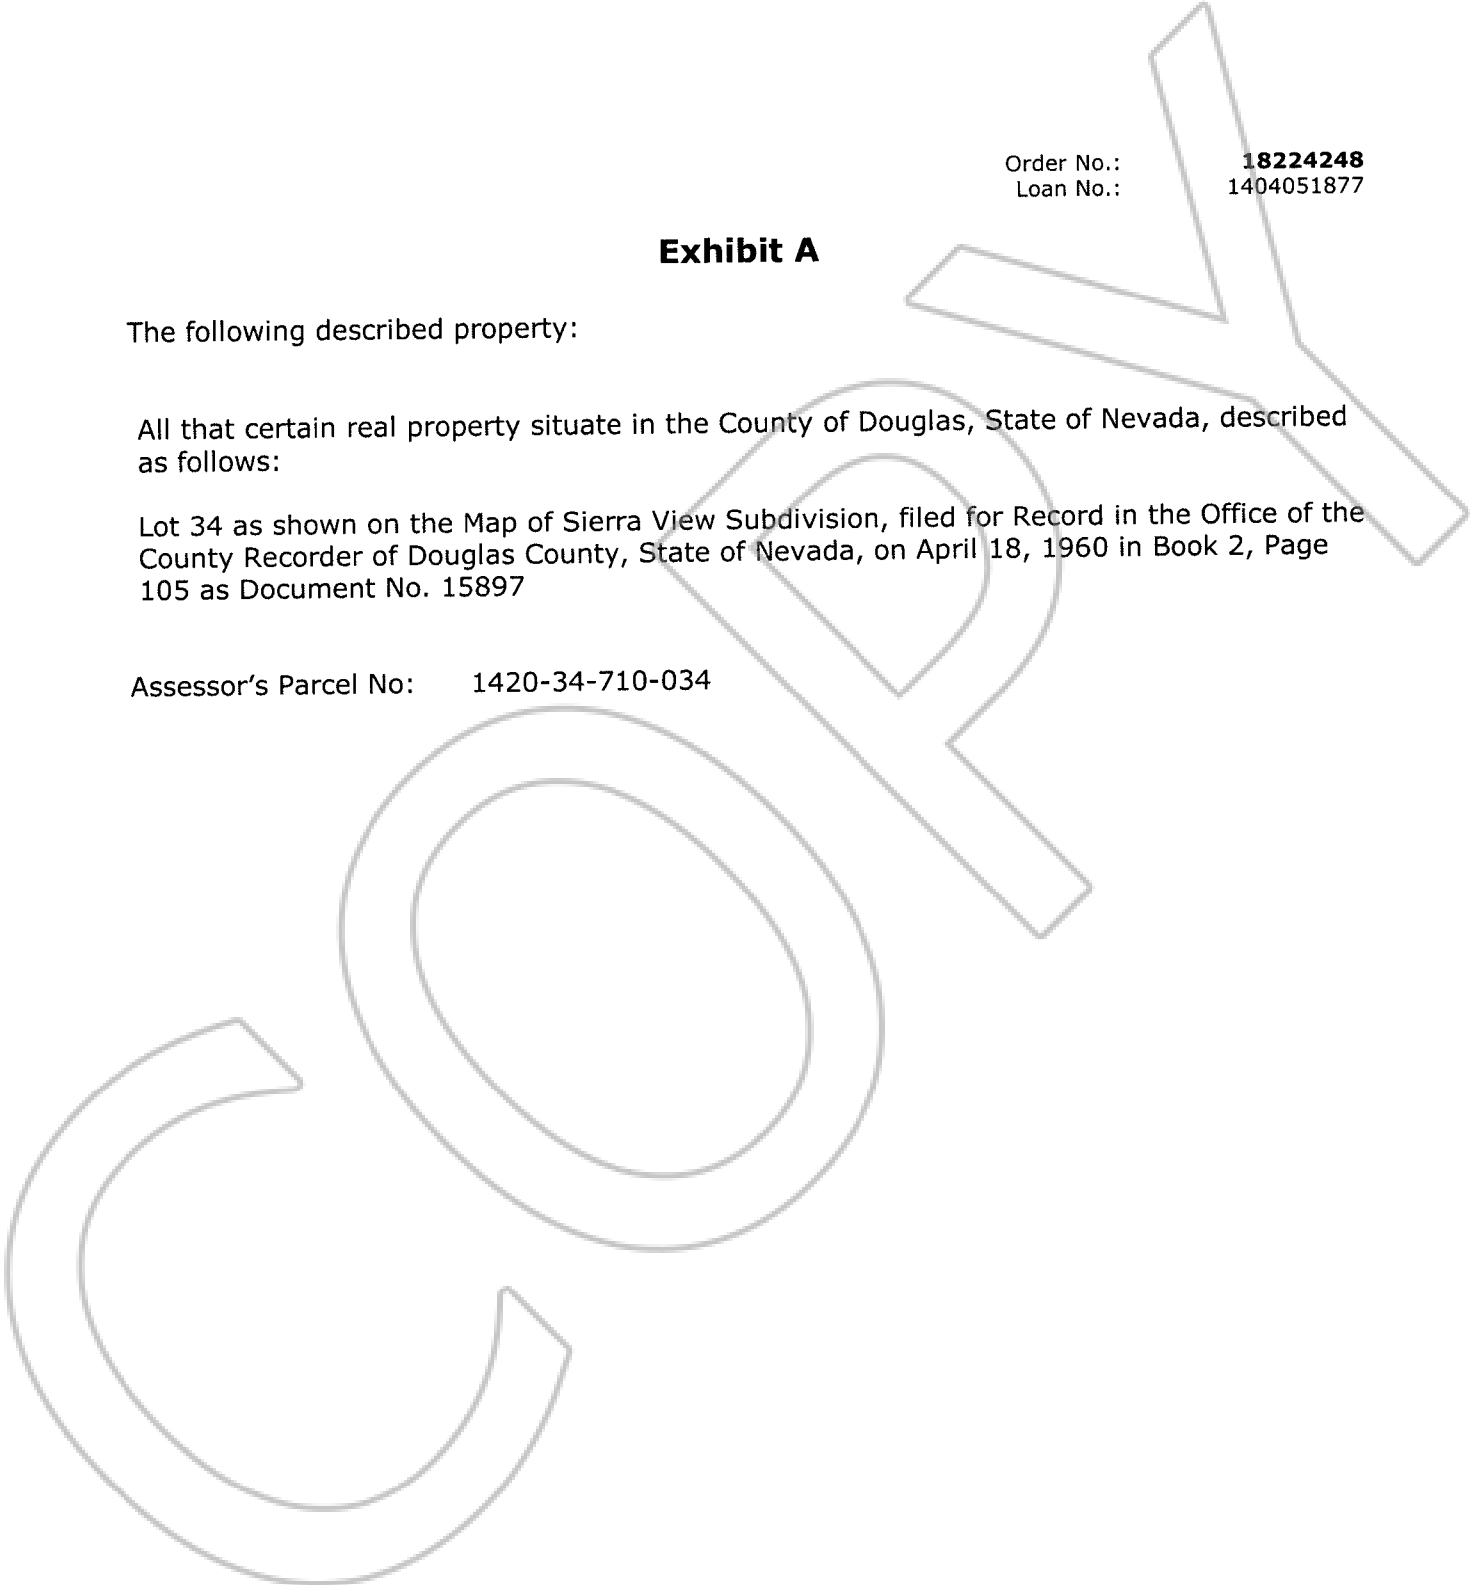 Order No.: 18224248
Loan No.: 1404051877
Exhibit A
The following described property:
All that certain real property situate in the County of Douglas, State of Nevada, described
as follows:
Lot 34 as shown on the Map of Sierra View Subdivision, filed for Record in the Office of the
County Recorder of Douglas County, State of Nevada, on April 18, 1960 in Book 2, Page
105 as Document No. 15897
Assessor’s Parcel No: 1420-34-710-034
COPY